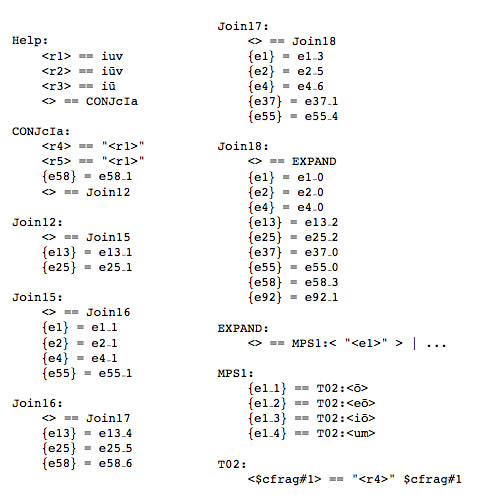 Help:
<r1> == iuv
<r2> == iūv
<r3> == iū
<> == CONJcIa
CONJcIa:
<r4> == "<r1>"
<r5> == "<r1>"
{e58} = e58_1
<> == Join12
Join12:
<> == Join15
{e13} = e13_1
{e25} = e25_1
Join15:
<> == Join16
{e1} = e1_1
{e2} = e2_1
{e4} = e4_1
{e55} = e55_1
Join16:
<> == Join17
{e13} = e13_4
{e25} = e25_5
{e58} = e58_6
Join17:
<> == Join18
{e1} = e1_3
{e2} = e2_5
{e4} = e4_6
{e37} = e37_1
{e55} = e55_4
Join18:
<> == EXPAND
{e1} = e1_0
{e2} = e2_0
{e4} = e4_0
{e13} = e13_2
{e25} = e25_2
{e37} = e37_0
{e55} = e55_0
{e58} = e58_3
{e92} = e92_1
EXPAND:
<> == MPS1:< "<e1>" > | ...
MPS1:
{e1_1} == T02:<ō>
{e1_2} == T02:<eō>
{e1_3} == T02:<iō>
{e1_4} == T02:<um>
T02:
<$cfrag#1> == "<r4>" $cfrag#1